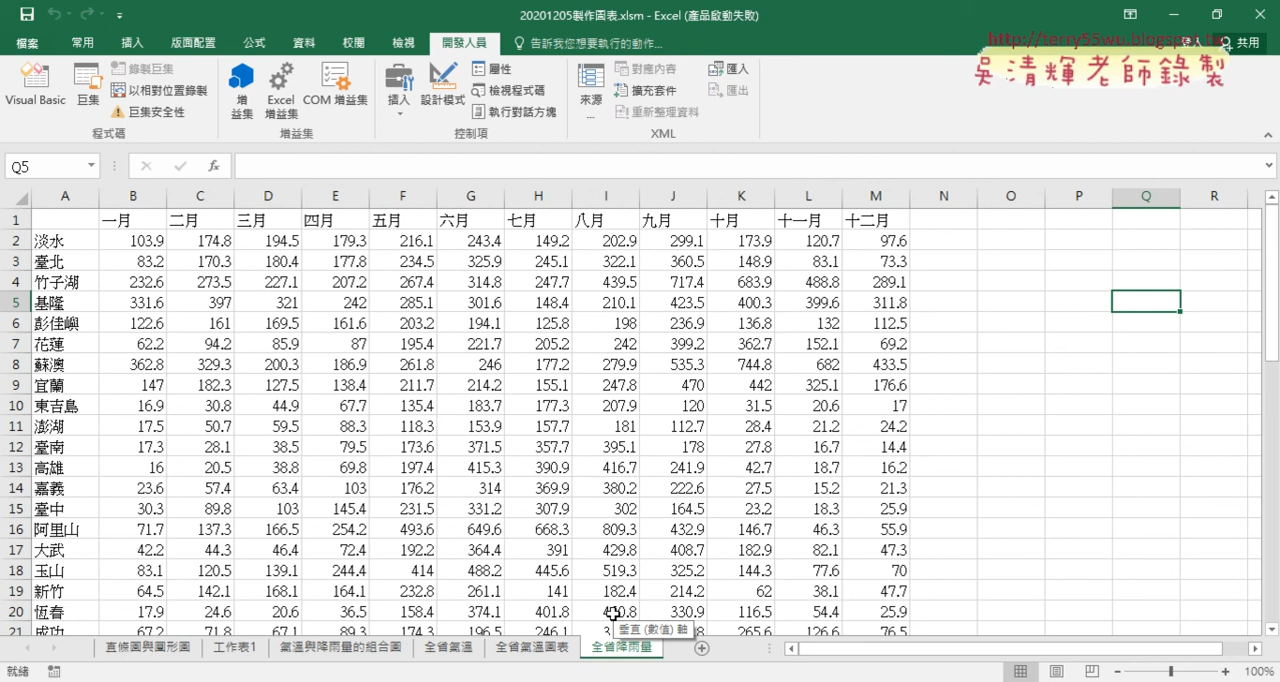 20201205製作圖表.xlsm - Excel (產品啟動失敗)
檔案 常用 插入 版面配置 公式 資料 校閱 檢視 開發人員 告訴我您想要執行的動作... 登入 共用
http://terry55wu.blogspot.tw
吳清輝老師錄製
Visual Basic 巨集 錄製巨集 以相對位置錄製 巨集安全性 程式碼
增益集 Excel 增益集 COM 增益集 增益集
插入 設計模式 屬性 檢視程式碼 執行對話方塊 控制項
來源... 對應內容 擴充套件 重新整理資料 匯入 匯出 XML
Q5 fx
A B C D E F G H I J K L M N O P Q R
1 一月 二月 三月 四月 五月 六月 七月 八月 九月 十月 十一月 十二月
2 淡水 103.9 174.8 194.5 179.3 216.1 243.4 149.2 202.9 299.1 173.9 120.7 97.6
3 臺北 83.2 170.3 180.4 177.8 234.5 325.9 245.1 322.1 360.5 148.9 83.1 73.3
4 竹子湖 232.6 273.5 227.1 207.2 267.4 314.8 247.7 439.5 717.4 683.9 488.8 289.1
5 基隆 331.6 397 321 242 285.1 301.6 148.4 210.1 423.5 400.3 399.6 311.8
6 彭佳嶼 122.6 161 169.5 161.6 203.2 194.1 125.8 198 236.9 136.8 132 112.5
7 花蓮 62.2 94.2 85.9 87 195.4 221.7 205.2 242 399.2 362.7 152.1 69.2
8 蘇澳 362.8 329.3 200.3 186.9 261.8 246 177.2 279.9 535.3 744.8 682 433.5
9 宜蘭 147 182.3 127.5 138.4 211.7 214.2 155.1 247.8 470 442 325.1 176.6
10 東吉島 16.9 30.8 44.9 67.7 135.4 183.7 177.3 207.9 120 31.5 20.6 17
11 澎湖 17.5 50.7 59.5 88.3 118.3 153.9 157.7 181 112.7 28.4 21.2 24.2
12 臺南 17.3 28.1 38.5 79.5 173.6 371.5 357.7 395.1 178 27.8 16.7 14.4
13 高雄 16 20.5 38.8 69.8 197.4 415.3 390.9 416.7 241.9 42.7 18.7 16.2
14 嘉義 23.6 57.4 63.4 103 176.2 314 369.9 380.2 222.6 27.5 15.2 21.3
15 臺中 30.3 89.8 103 145.4 231.5 331.2 307.9 302 164.5 23.2 18.3 25.9
16 阿里山 71.7 137.3 166.5 254.2 493.6 649.6 668.3 809.3 432.9 146.7 46.3 55.9
17 大武 42.2 44.3 46.4 72.4 192.2 364.4 391 429.8 408.7 182.9 82.1 47.3
18 玉山 83.1 120.5 139.1 244.4 414 488.2 445.6 519.3 325.2 144.3 77.6 70
19 新竹 64.5 142.1 168.1 164.1 232.8 261.1 141 182.4 214.2 62 38.1 47.7
20 恆春 17.9 24.6 20.6 36.5 158.4 374.1 401.8 330.9 116.5 54.4 25.9
21 成功 67.2 71.8 67.1 89.3 174.3 196.5 246.1 265.6 126.6 76.5
垂直 (數值) 軸
直條圖與圓形圖 工作表1 氣溫與降雨量的組合圖 全省氣溫 全省氣溫圖表 全省降雨量
就緒 100%